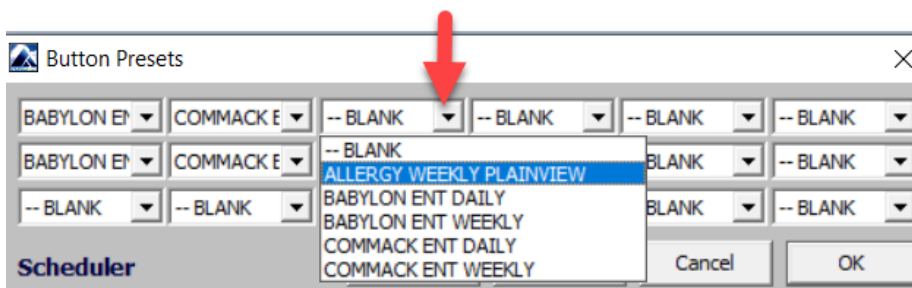 Button Presets
BABYLON EN COMMACK E -- BLANK -- BLANK -- BLANK -- BLANK
BABYLON EN COMMACK E -- BLANK BLANK -- BLANK
-- BLANK -- BLANK ALLERGY WEEKLY PLAINVIEW BLANK -- BLANK
BABYLON ENT DAILY
BABYLON ENT WEEKLY
COMMACK ENT DAILY
COMMACK ENT WEEKLY
Scheduler Cancel OK